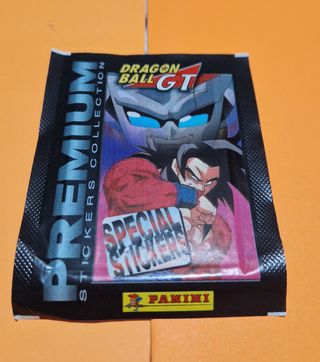 DRAGON
BALL GT
PREMIUM
STICKERS COLLECTION
SPECIAL
STICKERS
PANINI